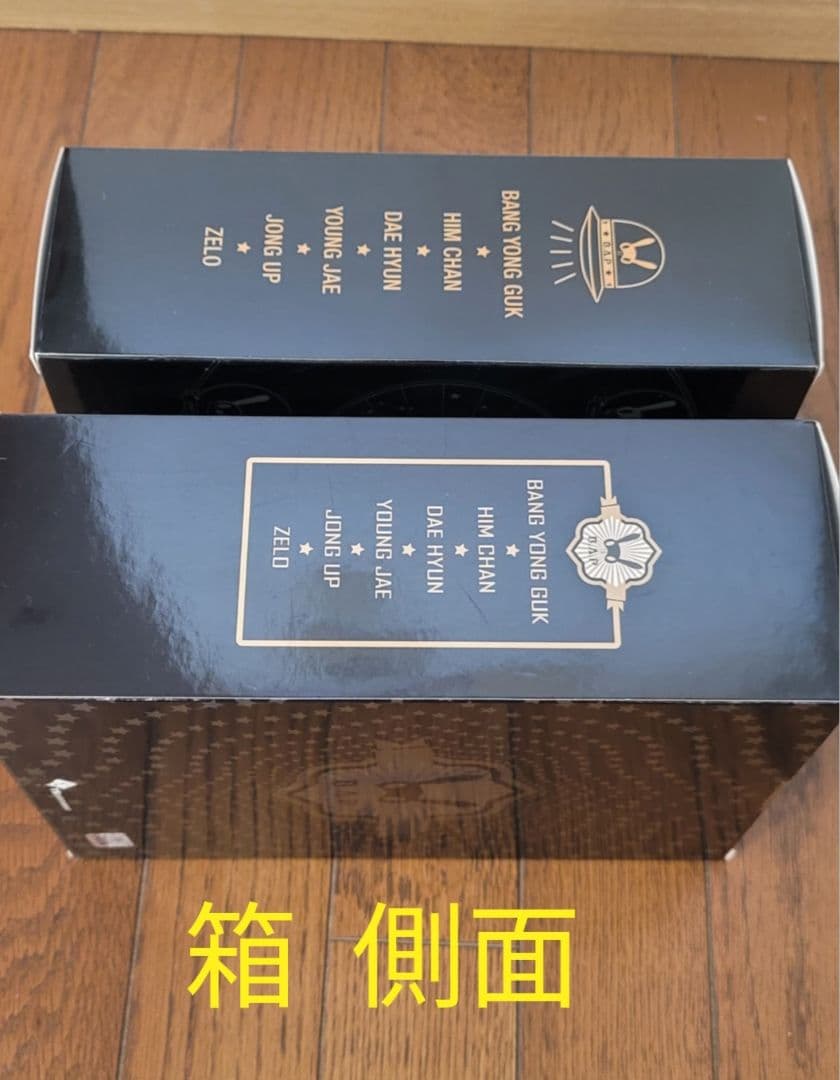 B.A.P
BANG YONG GUK
HIM CHAN
DAE HYUN
YOUNG JAE
JONG UP
ZELO
B.A.P
BANG YONG GUK
HIM CHAN
DAE HYUN
YOUNG JAE
JONG UP
ZELO
箱 側面